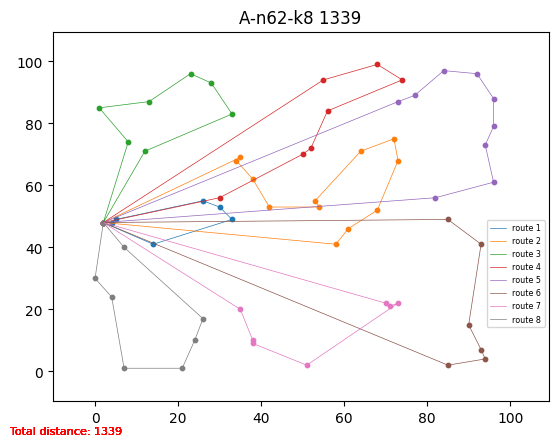 A-n62-k8 1339
100
80
60
40
20
0
0 20 40 60 80 100
route 1
route 2
route 3
route 4
route 5
route 6
route 7
route 8
Total distance: 1339